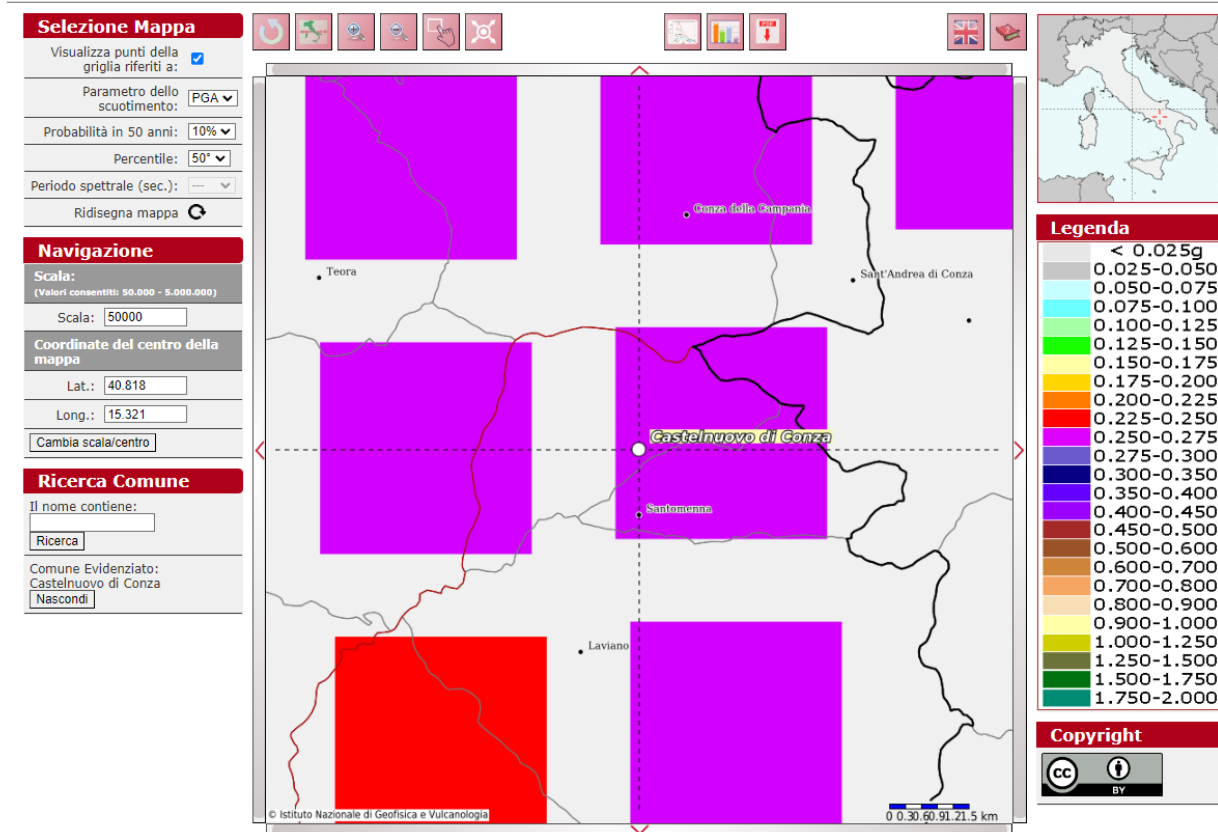 Selezione Mappa
Visualizza punti della
griglia riferiti a:
Parametro dello
scuotimento:
PGA
Probabilità in 50 anni:
10%
Percentile:
50°
Periodo spettrale (sec.):
---
Ridisegna mappa
Navigazione
Scala:
(Valori consentiti: 50.000 - 5.000.000)
Scala:
50000
Coordinate del centro della
mappa
Lat.:
40.818
Long.:
15.321
Cambia scala/centro
Ricerca Comune
Il nome contiene:
Ricerca
Comune Evidenziato:
Castelnuovo di Conza
Nascondi
PDF
Conza della Campania
Teora
Sant'Andrea di Conza
Castelnuovo di Conza
Santomenna
Laviano
© Istituto Nazionale di Geofisica e Vulcanologia
0 0.30.60.91.21.5 km
Legenda
< 0.025g
0.025-0.050
0.050-0.075
0.075-0.100
0.100-0.125
0.125-0.150
0.150-0.175
0.175-0.200
0.200-0.225
0.225-0.250
0.250-0.275
0.275-0.300
0.300-0.350
0.350-0.400
0.400-0.450
0.450-0.500
0.500-0.600
0.600-0.700
0.700-0.800
0.800-0.900
0.900-1.000
1.000-1.250
1.250-1.500
1.500-1.750
1.750-2.000
Copyright
cc
BY